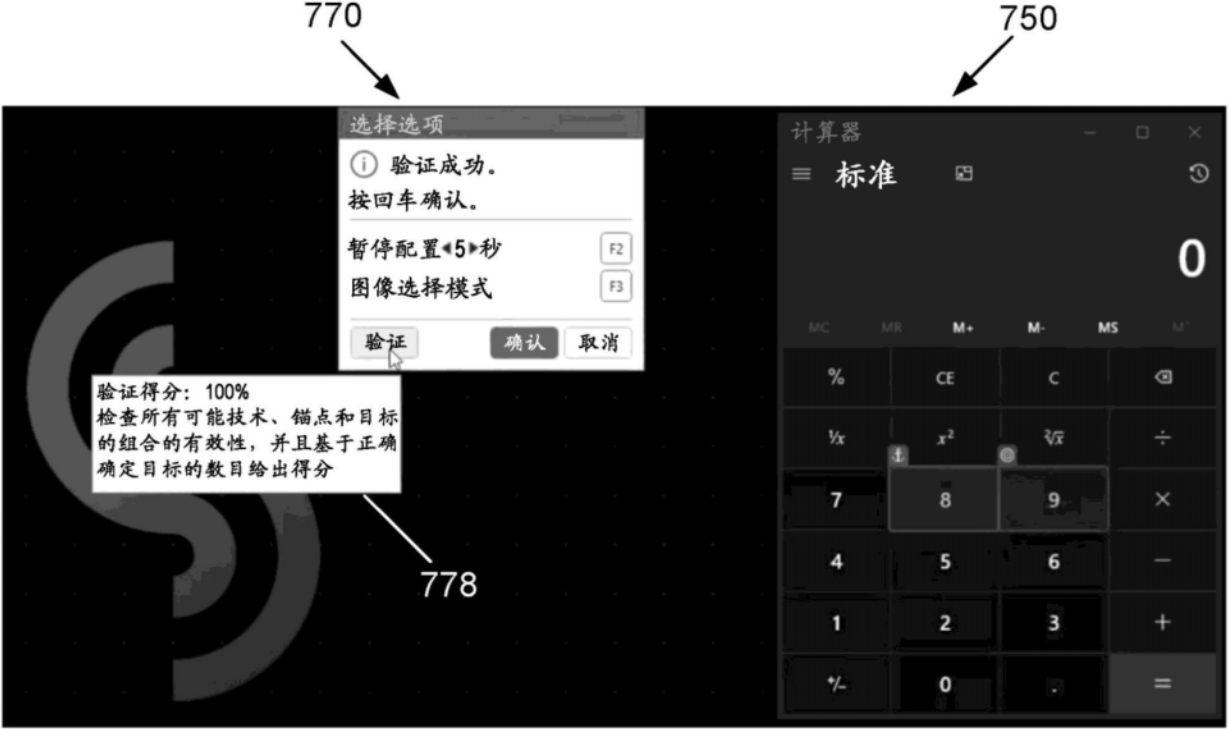 770
750
选择选项
验证成功。
按回车确认。
暂停配置◂5▸秒
F2
图像选择模式
F3
验证
确认
取消
验证得分：100%
检查所有可能技术、锚点和目标
的组合的有效性，并且基于正确
确定目标的数目给出得分
778
计算器
标准
0
MC MR M+ M- MS
% CE C
¹/x x² ²√x ÷
7 8 9 ×
4 5 6 −
1 2 3 +
+/- 0 . =